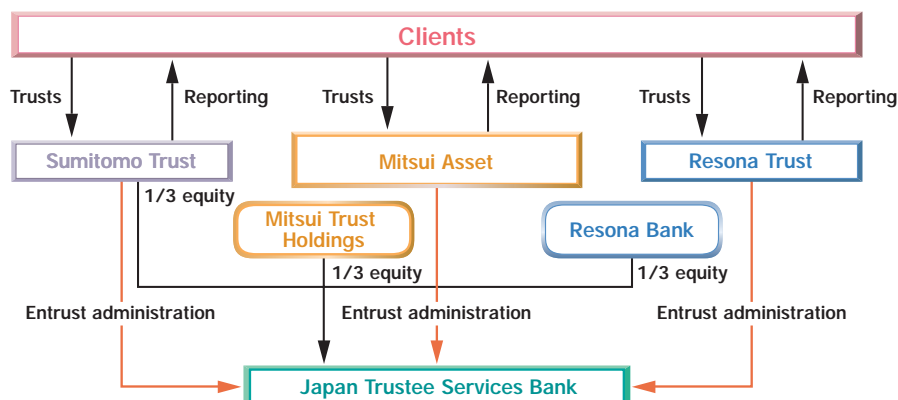 Clients
Trusts
Reporting
Trusts
Reporting
Trusts
Reporting
Sumitomo Trust
Mitsui Asset
Resona Trust
1/3 equity
Mitsui Trust
Holdings
Resona Bank
1/3 equity
1/3 equity
Entrust administration
Entrust administration
Entrust administration
Japan Trustee Services Bank